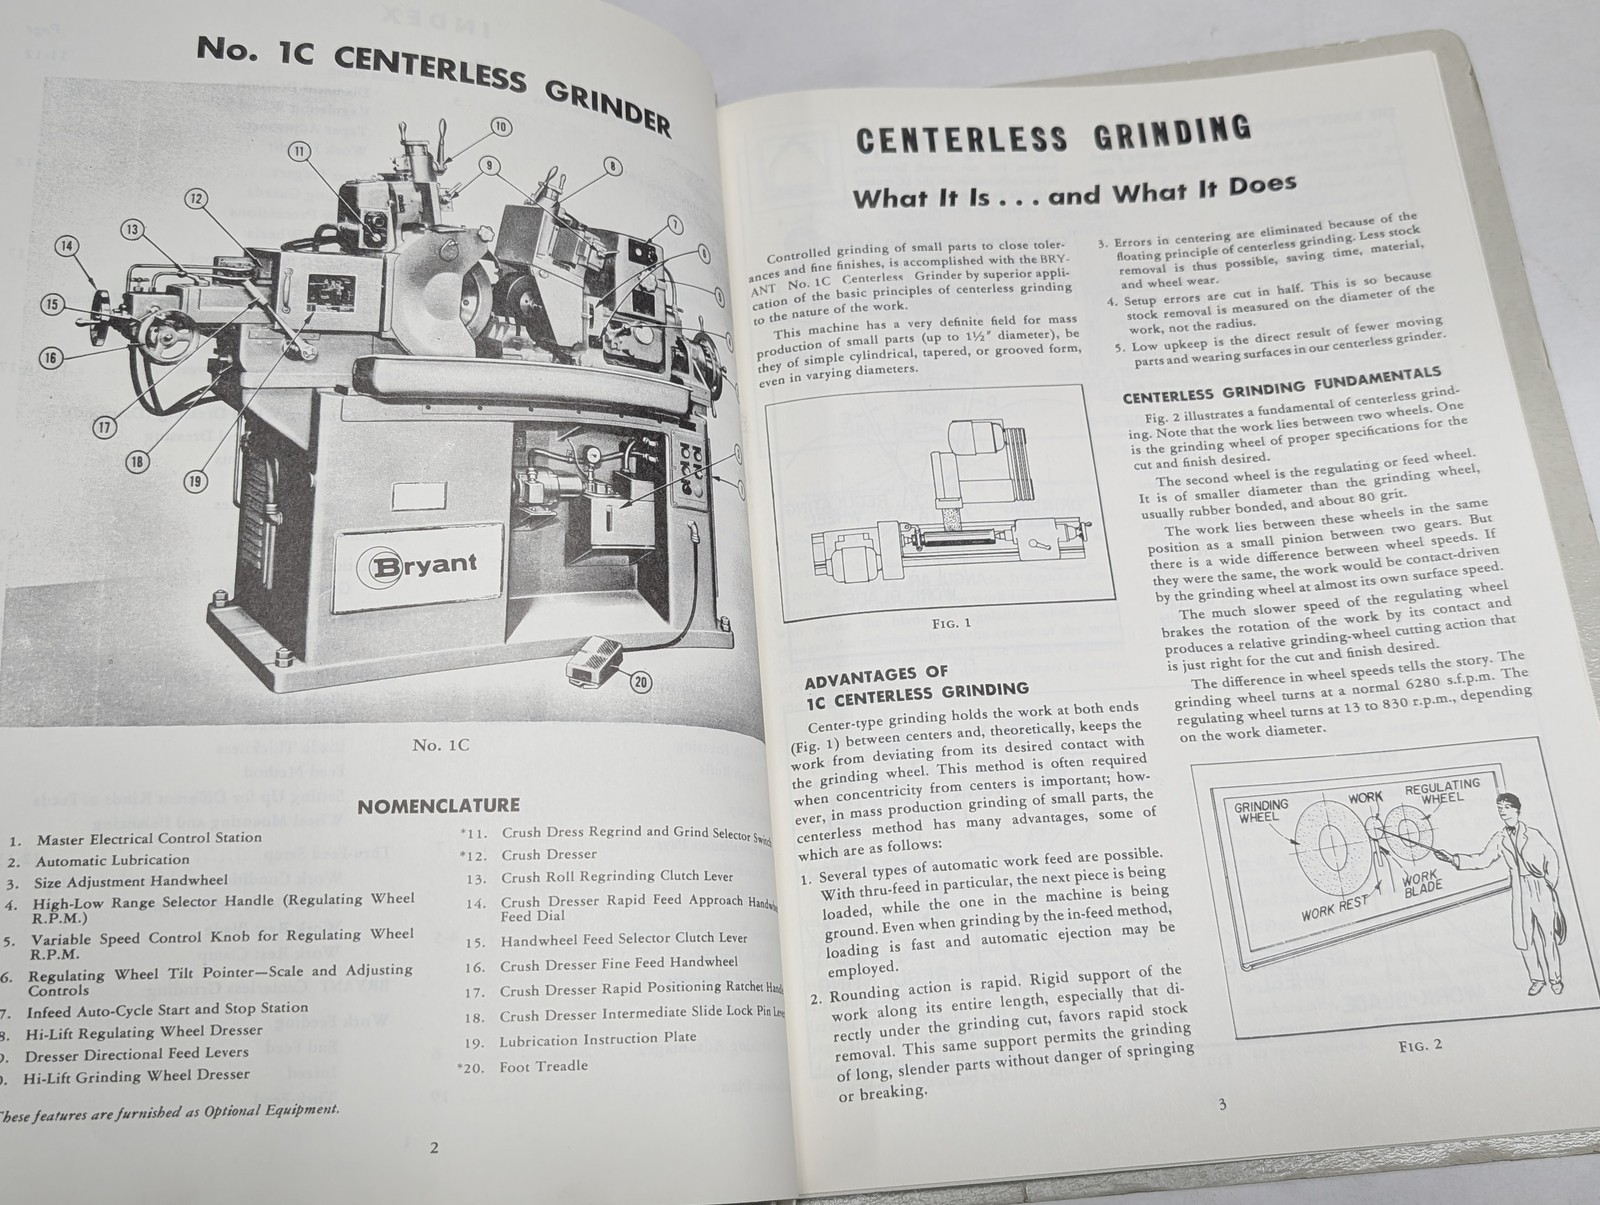 No. 1C CENTERLESS GRINDER
10
11
9
8
12
7
13
6
14
5
15
4
16
17
18
19
3
Bryant
20
No. 1C
NOMENCLATURE
1. Master Electrical Control Station
2. Automatic Lubrication
3. Size Adjustment Handwheel
4. High-Low Range Selector Handle (Regulating Wheel
R.P.M.)
5. Variable Speed Control Knob for Regulating Wheel
R.P.M.
6. Regulating Wheel Tilt Pointer—Scale and Adjusting
Controls
7. Infeed Auto-Cycle Start and Stop Station
8. Hi-Lift Regulating Wheel Dresser
Dresser Directional Feed Levers
Hi-Lift Grinding Wheel Dresser
These features are furnished as Optional Equipment.
*11. Crush Dress Regrind and Grind Selector Switch
*12. Crush Dresser
13. Crush Roll Regrinding Clutch Lever
14. Crush Dresser Rapid Feed Approach
Feed Dial
15. Handwheel Feed Selector Clutch Lever
16. Crush Dresser Fine Feed Handwheel
17. Crush Dresser Rapid Positioning Ratchet
18. Crush Dresser Intermediate Slide Lock Pin
19. Lubrication Instruction Plate
*20. Foot Treadle
2
CENTERLESS GRINDING
What It Is . . . and What It Does
Controlled grinding of small parts to close toler-
ances and fine finishes, is accomplished with the BRY-
ANT No. 1C Centerless Grinder by superior appli-
cation of the basic principles of centerless grinding
to the nature of the work.
This machine has a very definite field for mass
production of small parts (up to 1½" diameter), be
they of simple cylindrical, tapered, or grooved form,
even in varying diameters.
FIG. 1
ADVANTAGES OF
1C CENTERLESS GRINDING
Center-type grinding holds the work at both ends
(Fig. 1) between centers and, theoretically, keeps the
work from deviating from its desired contact with
the grinding wheel. This method is often required
when concentricity from centers is important; how-
ever, in mass production grinding of small parts, the
centerless method has many advantages, some of
which are as follows:
1. Several types of automatic work feed are possible.
With thru-feed in particular, the next piece is being
loaded, while the one in the machine is being
ground. Even when grinding by the in-feed method,
loading is fast and automatic ejection may be
employed.
2. Rounding action is rapid. Rigid support of the
work along its entire length, especially that di-
rectly under the grinding cut, favors rapid stock
removal. This same support permits the grinding
of long, slender parts without danger of springing
or breaking.
3. Errors in centering are eliminated because of the
floating principle of centerless grinding. Less stock
removal is thus possible, saving time, material,
and wheel wear.
4. Setup errors are cut in half. This is so because
stock removal is measured on the diameter of the
work, not the radius.
5. Low upkeep is the direct result of fewer moving
parts and wearing surfaces in our centerless grinder.
CENTERLESS GRINDING FUNDAMENTALS
Fig. 2 illustrates a fundamental of centerless grind-
ing. Note that the work lies between two wheels. One
is the grinding wheel of proper specifications for the
cut and finish desired.
The second wheel is the regulating or feed wheel.
It is of smaller diameter than the grinding wheel,
usually rubber bonded, and about 80 grit.
The work lies between these wheels in the same
position as a small pinion between two gears. But
there is a wide difference between wheel speeds. If
they were the same, the work would be contact-driven
by the grinding wheel at almost its own surface speed.
The much slower speed of the regulating wheel
brakes the rotation of the work by its contact and
produces a relative grinding-wheel cutting action that
is just right for the cut and finish desired.
The difference in wheel speeds tells the story. The
grinding wheel turns at a normal 6280 s.f.p.m. The
regulating wheel turns at 13 to 830 r.p.m., depending
on the work diameter.
GRINDING
WHEEL
WORK
REGULATING
WHEEL
WORK REST
WORK
BLADE
FIG. 2
3